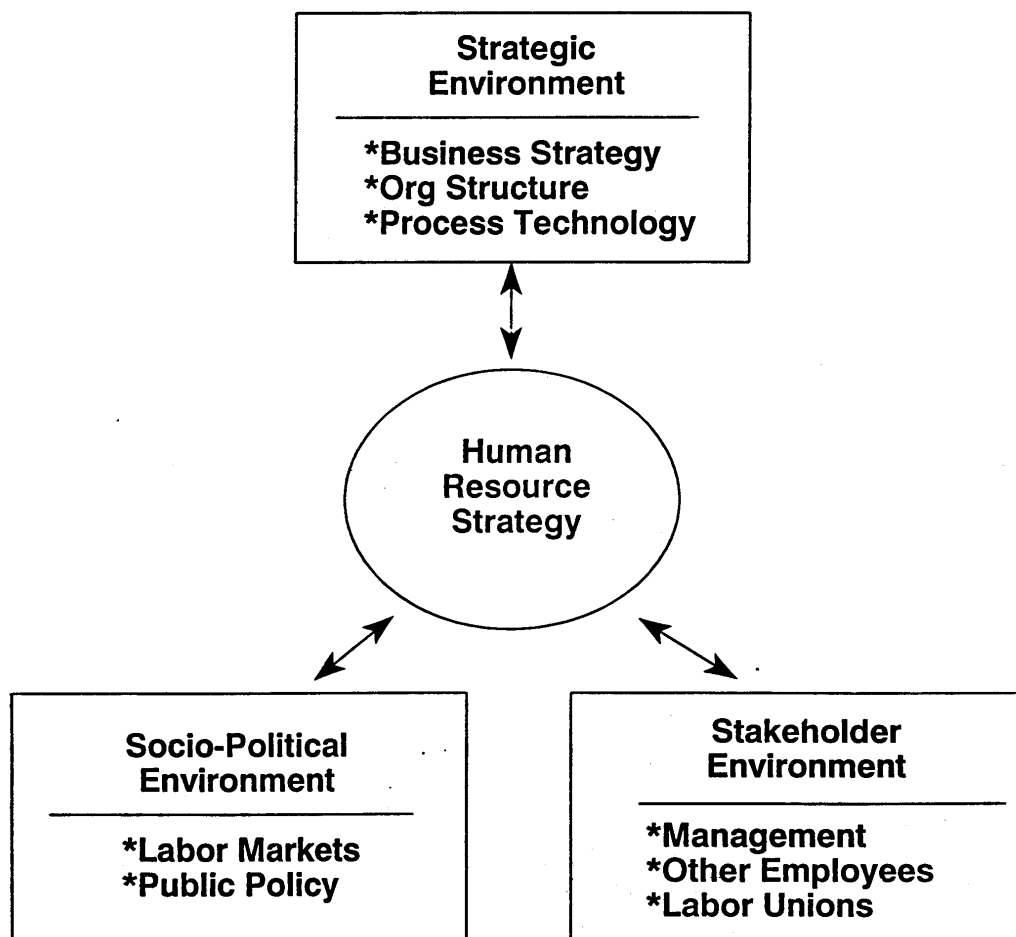 Strategic
Environment
*Business Strategy
*Org Structure
*Process Technology
Human
Resource
Strategy
Socio-Political
Environment
*Labor Markets
*Public Policy
Stakeholder
Environment
*Management
*Other Employees
*Labor Unions